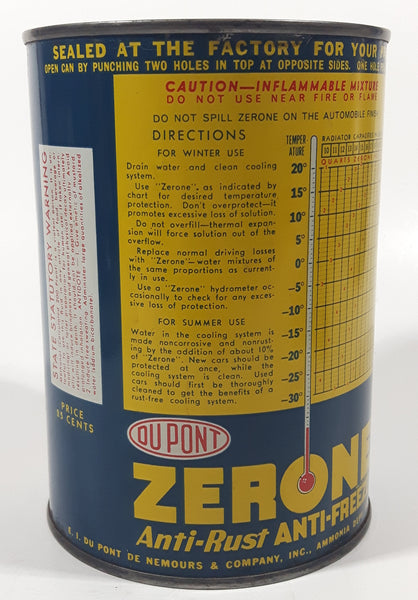 SEALED AT THE FACTORY FOR YOUR
OPEN CAN BY PUNCHING TWO HOLES IN TOP AT OPPOSITE SIDES. ONE HOLE
CAUTION—INFLAMMABLE MIXTURE
DO NOT USE NEAR FIRE OR FLAME
DO NOT SPILL ZERONE ON THE AUTOMOBILE FINISH
DIRECTIONS
FOR WINTER USE
Drain water and clean cooling
system.
Use "Zerone", as indicated by
chart for desired temperature
protection. Don't overprotect—it
promotes excessive loss of solution.
Do not overfill—thermal expan-
sion will force solution out of the
overflow.
Replace normal driving losses
with "Zerone"—water mixtures of
the same proportions as current-
ly in use.
Use a "Zerone" hydrometer oc-
casionally to check for any exces-
sive loss of protection.
FOR SUMMER USE
Water in the cooling system is
made noncorrosive and nonrust-
ing by the addition of about 10%
of "Zerone". New cars should be
protected at once, while the
cooling system is clean. Used
cars should first be thoroughly
cleaned to get the benefits of a
rust-free cooling system.
TEMPER
ATURE
RADIATOR CAPACITIES
QUARTS ZERONE
20°
15°
10°
5°
0°
-5°
-10°
-15°
-20°
-25°
-30°
STATE STATUTORY WARNING
PRICE
25 CENTS
DU PONT
ZERONE
Anti-Rust ANTI-FREEZE
E. I. DU PONT DE NEMOURS & COMPANY, INC., AMMONIA